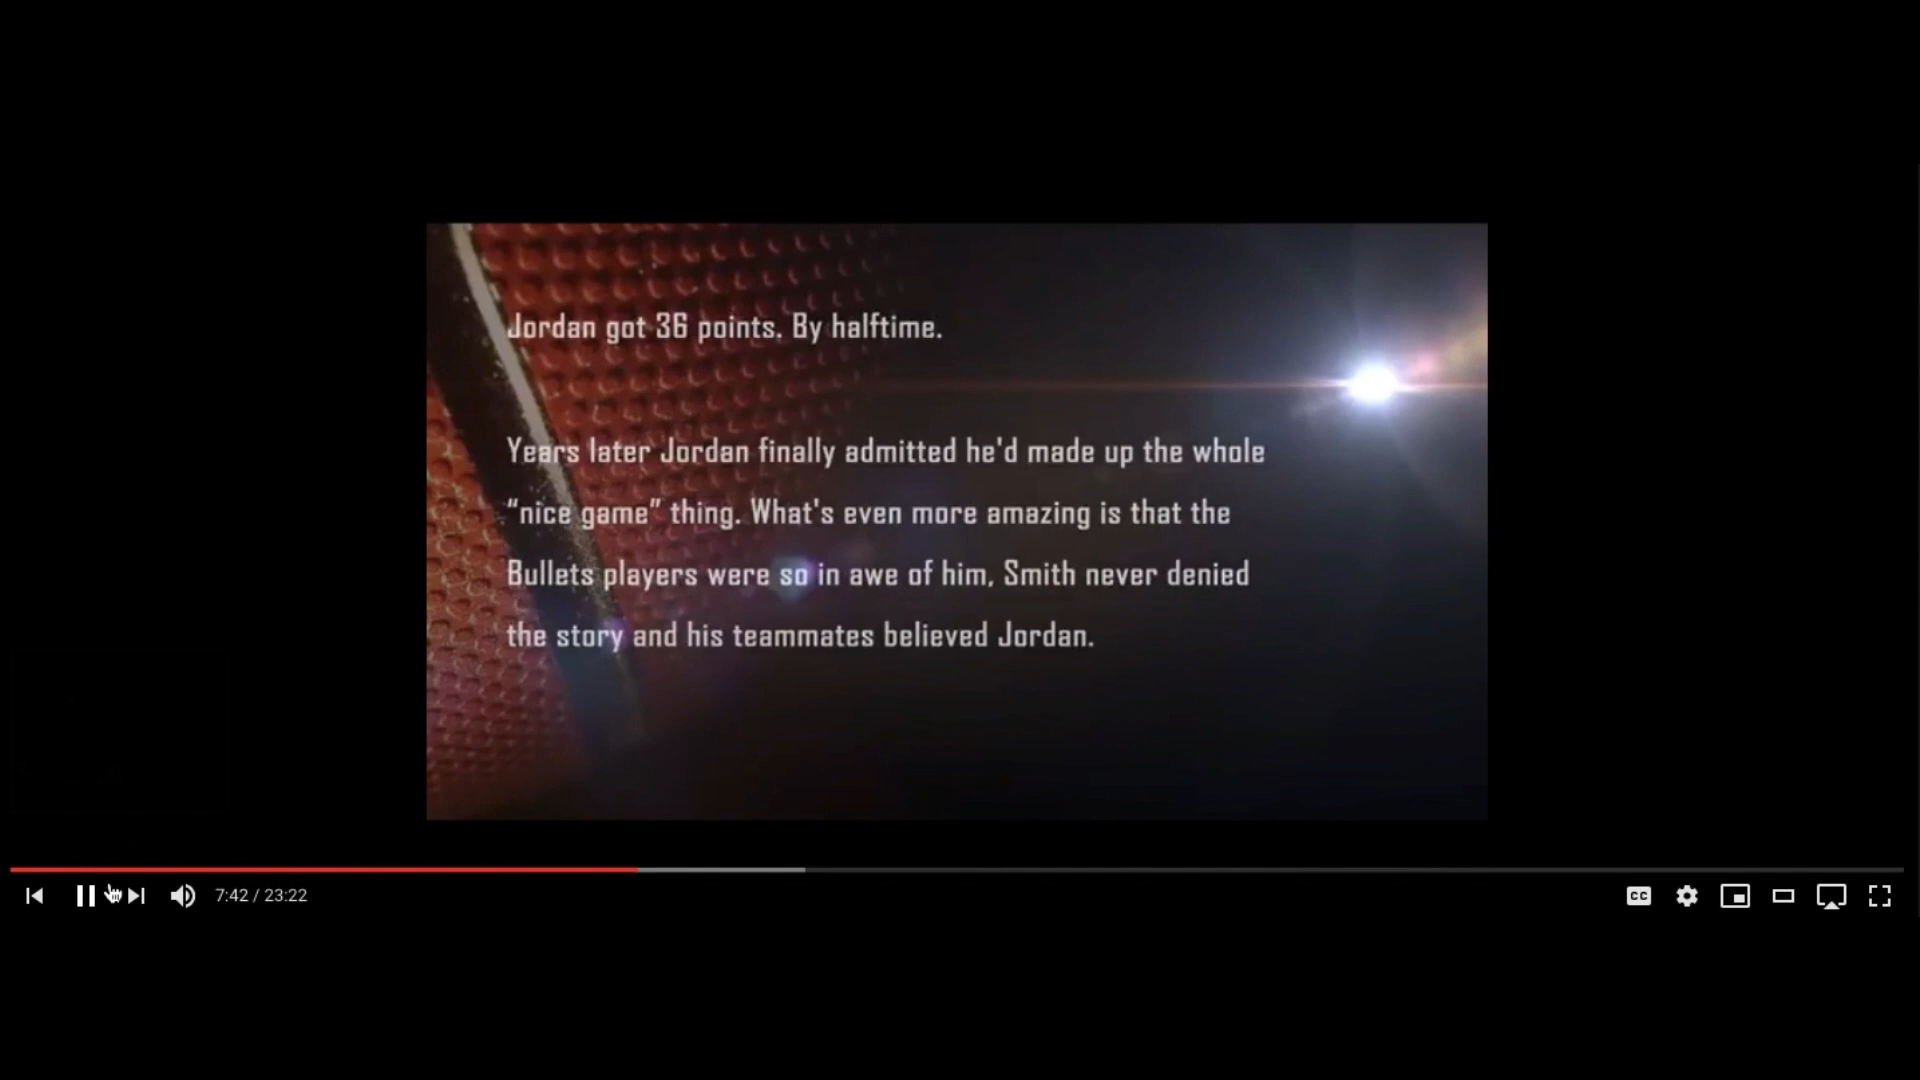 Jordan got 36 points. By halftime.
Years later Jordan finally admitted he'd made up the whole
“nice game” thing. What's even more amazing is that the
Bullets players were so in awe of him, Smith never denied
the story and his teammates believed Jordan.
7:42 / 23:22
CC